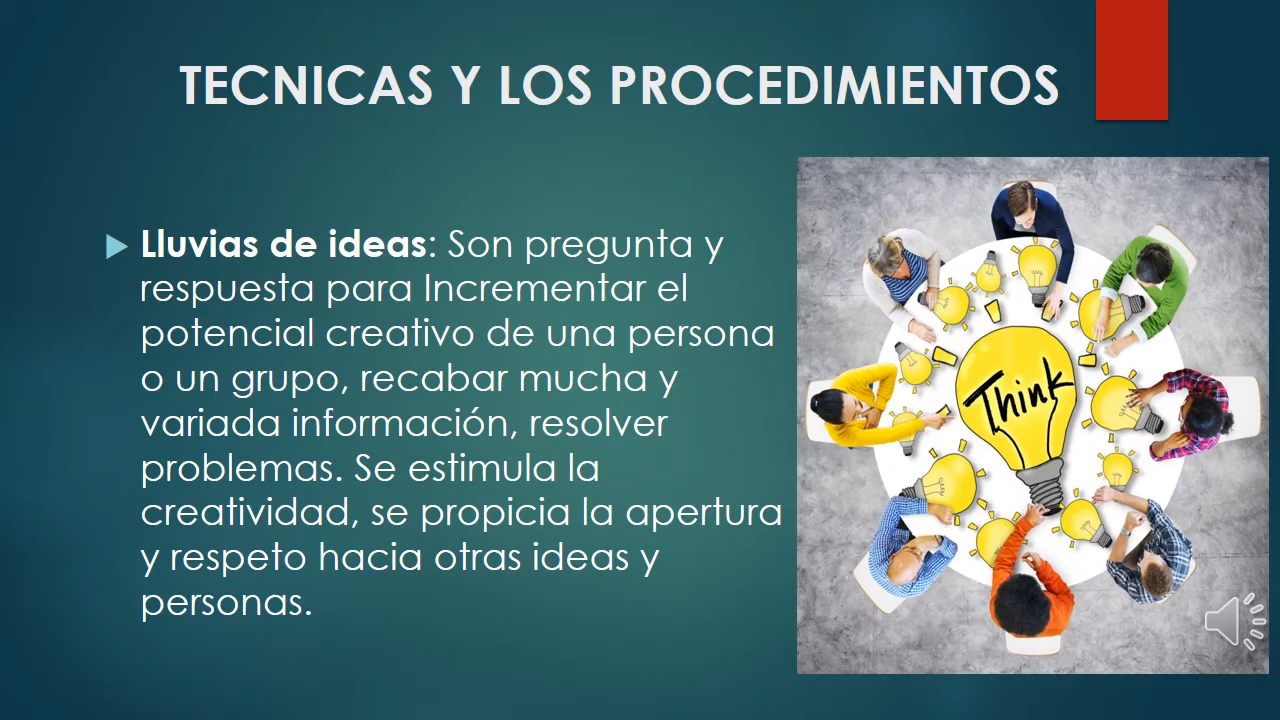 TECNICAS Y LOS PROCEDIMIENTOS
Lluvias de ideas: Son pregunta y
respuesta para Incrementar el
potencial creativo de una persona
o un grupo, recabar mucha y
variada información, resolver
problemas. Se estimula la
creatividad, se propicia la apertura
y respeto hacia otras ideas y
personas.
Think